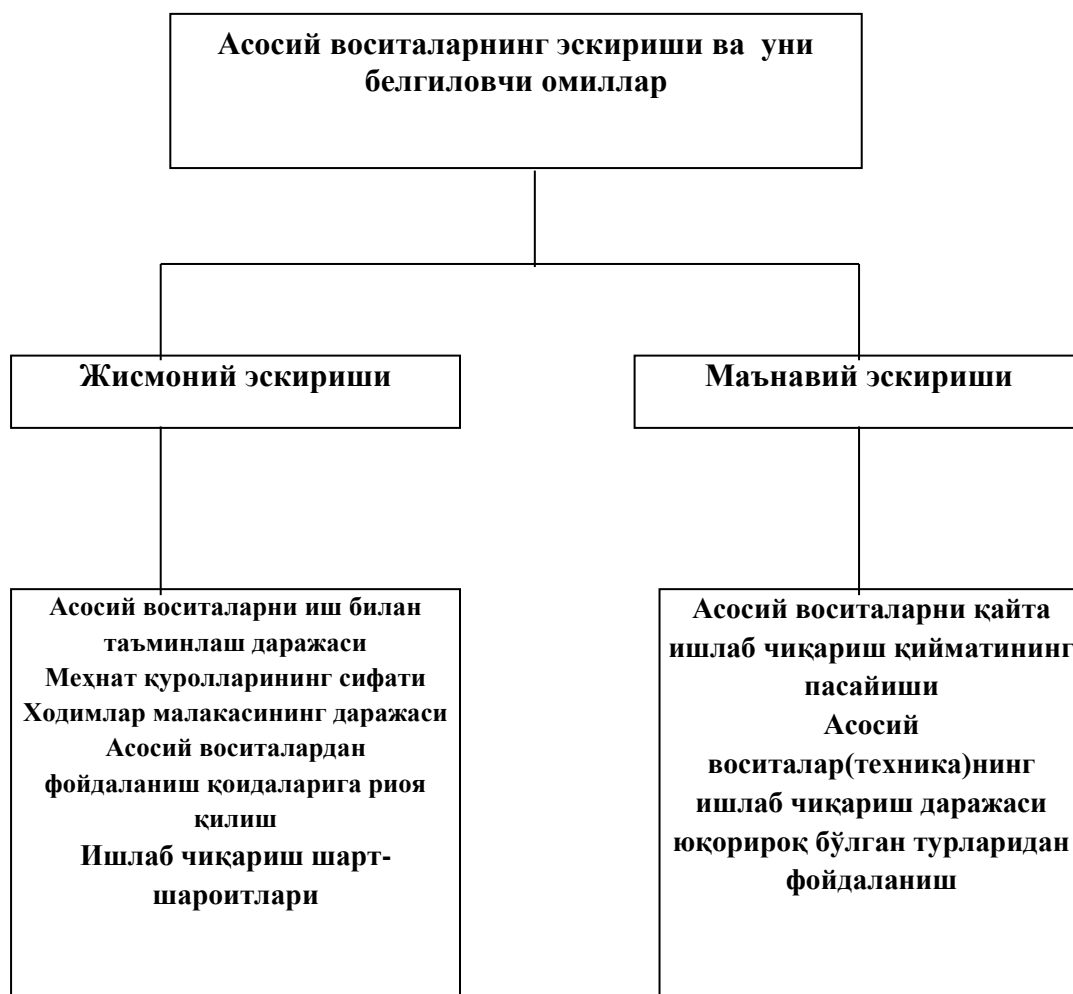 Асосий воситаларнинг эскириши ва уни
белгиловчи омиллар
Жисмоний эскириши
Маънавий эскириши
Асосий воситаларни иш билан
таъминлаш даражаси
Меҳнат қуролларининг сифати
Ходимлар малакасининг даражаси
Асосий воситалардан
фойдаланиш қоидаларига риоя
қилиш
Ишлаб чиқариш шарт-
шароитлари
Асосий воситаларни қайта
ишлаб чиқариш қийматининг
пасайиши
Асосий
воситалар(техника)нинг
ишлаб чиқариш даражаси
юқорироқ бўлган турларидан
фойдаланиш